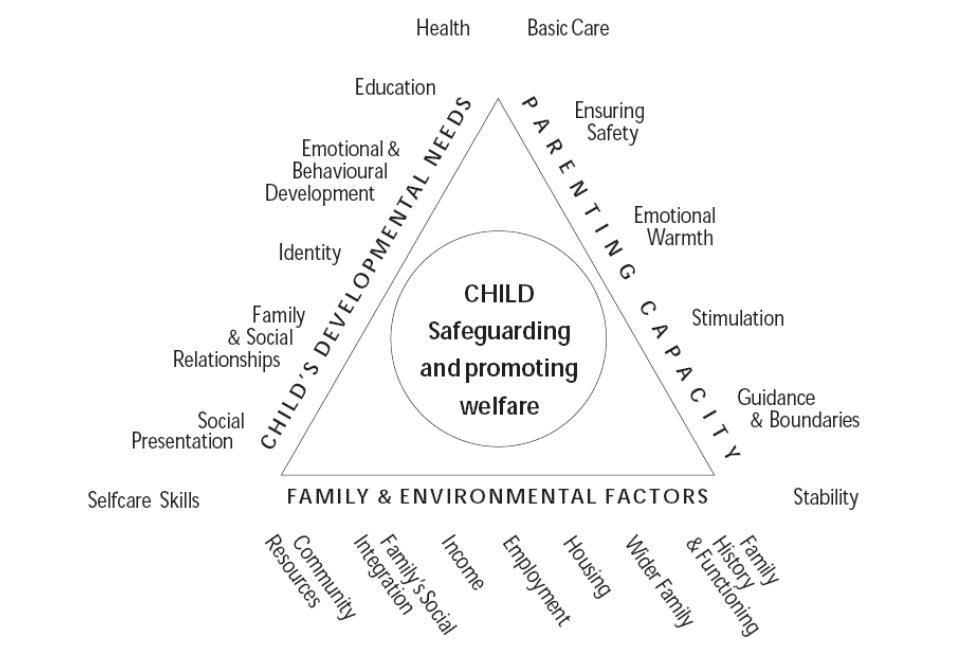 Health
Basic Care
Education
Ensuring
Safety
Emotional &
Behavioural
Development
Emotional
Warmth
Identity
Stimulation
Family
& Social
Relationships
Guidance
& Boundaries
Social
Presentation
Selfcare Skills
Stability
CHILD'S DEVELOPMENTAL NEEDS
PARENTING CAPACITY
CHILD
Safeguarding
and promoting
welfare
FAMILY & ENVIRONMENTAL FACTORS
Community
Resources
Family's Social
Integration
Income
Employment
Housing
Wider Family
Family
History
& Functioning